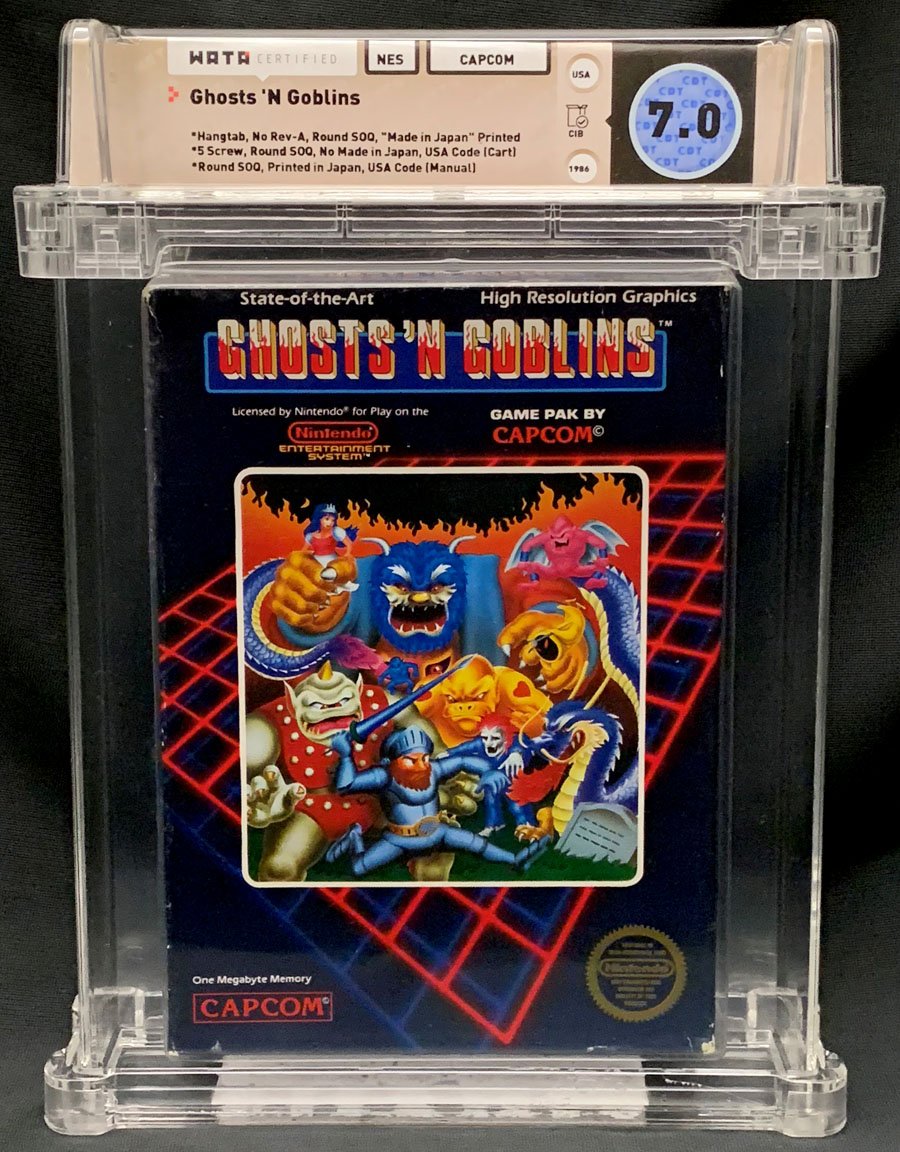 WATA CERTIFIED
NES
CAPCOM
Ghosts 'N Goblins
*Hangtab, No Rev-A, Round SOQ, "Made in Japan" Printed
*5 Screw, Round SOQ, No Made in Japan, USA Code (Cart)
*Round SOQ, Printed in Japan, USA Code (Manual)
USA
CIB
1986
CDT
7.0
State-of-the-Art High Resolution Graphics
GHOSTS 'N GOBLINS™
Licensed by Nintendo® for Play on the
Nintendo®
ENTERTAINMENT
SYSTEM™
GAME PAK BY
CAPCOM©
One Megabyte Memory
CAPCOM©
Nintendo